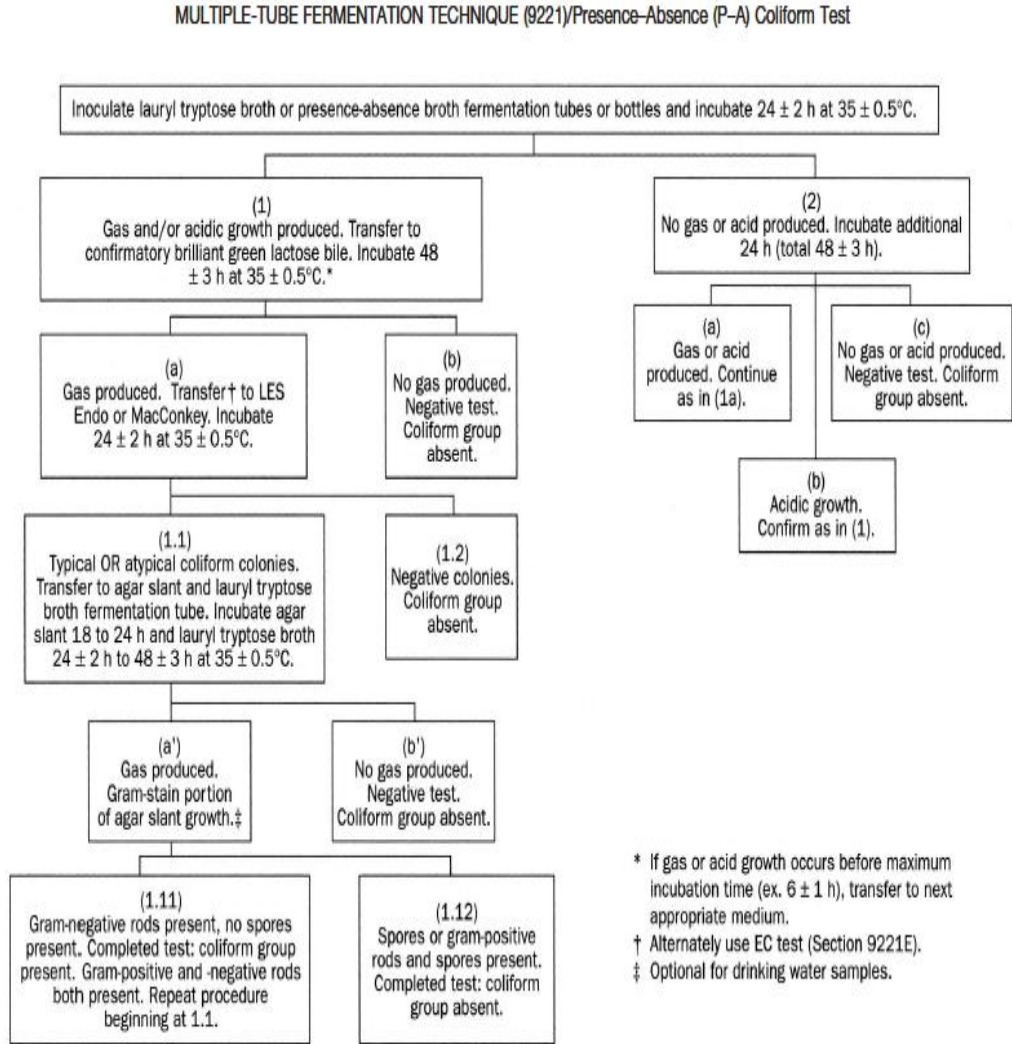 MULTIPLE-TUBE FERMENTATION TECHNIQUE (9221)/Presence–Absence (P–A) Coliform Test
Inoculate lauryl tryptose broth or presence-absence broth fermentation tubes or bottles and incubate 24 ± 2 h at 35 ± 0.5°C.
(1)
Gas and/or acidic growth produced. Transfer to
confirmatory brilliant green lactose bile. Incubate 48
± 3 h at 35 ± 0.5°C.*
(2)
No gas or acid produced. Incubate additional
24 h (total 48 ± 3 h).
(a)
Gas produced. Transfer† to LES
Endo or MacConkey. Incubate
24 ± 2 h at 35 ± 0.5°C.
(b)
No gas produced.
Negative test.
Coliform group
absent.
(a)
Gas or acid
produced. Continue
as in (1a).
(c)
No gas or acid produced.
Negative test. Coliform
group absent.
(b)
Acidic growth.
Confirm as in (1).
(1.1)
Typical OR atypical coliform colonies.
Transfer to agar slant and lauryl tryptose
broth fermentation tube. Incubate agar
slant 18 to 24 h and lauryl tryptose broth
24 ± 2 h to 48 ± 3 h at 35 ± 0.5°C.
(1.2)
Negative colonies.
Coliform group
absent.
(a')
Gas produced.
Gram-stain portion
of agar slant growth.‡
(b')
No gas produced.
Negative test.
Coliform group absent.
(1.11)
Gram-negative rods present, no spores
present. Completed test: coliform group
present. Gram-positive and -negative rods
both present. Repeat procedure
beginning at 1.1.
(1.12)
Spores or gram-positive
rods and spores present.
Completed test: coliform
group absent.
* If gas or acid growth occurs before maximum
incubation time (ex. 6 ± 1 h), transfer to next
appropriate medium.
† Alternately use EC test (Section 9221E).
‡ Optional for drinking water samples.